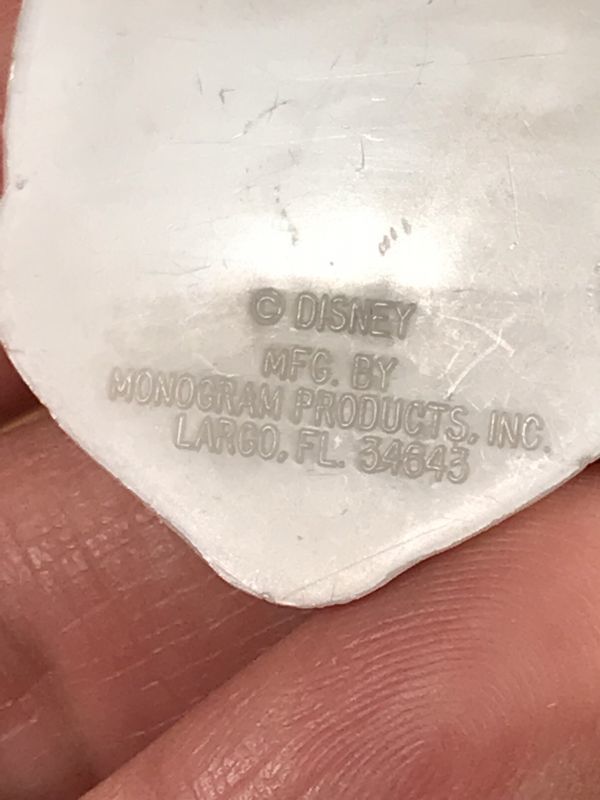 © DISNEY
MFG. BY
MONOGRAM PRODUCTS, INC.
LARGO, FL. 34643